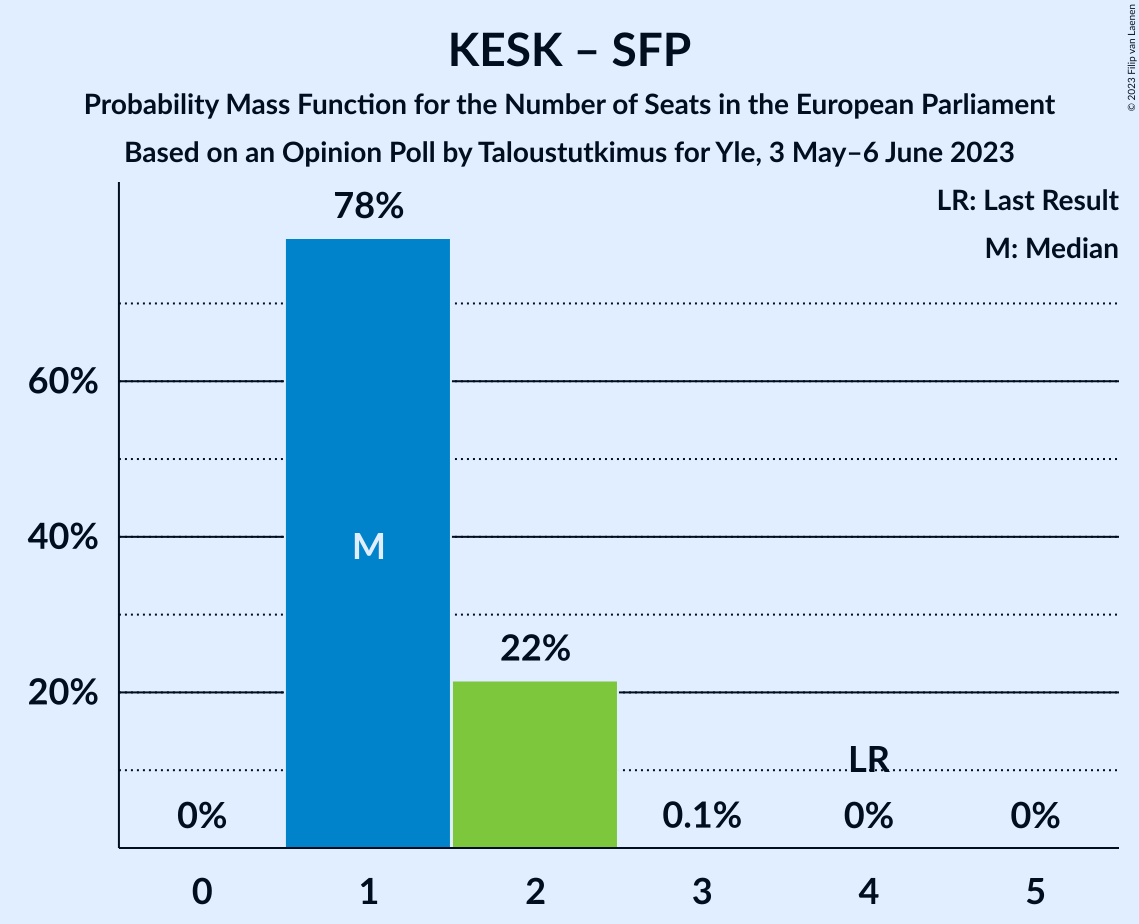 KESK – SFP
Probability Mass Function for the Number of Seats in the European Parliament
Based on an Opinion Poll by Taloustutkimus for Yle, 3 May–6 June 2023
© 2023 Filip van Laenen
LR: Last Result
M: Median
78%
60%
40%
M
22%
20%
LR
0% 0.1% 0% 0%
0 1 2 3 4 5